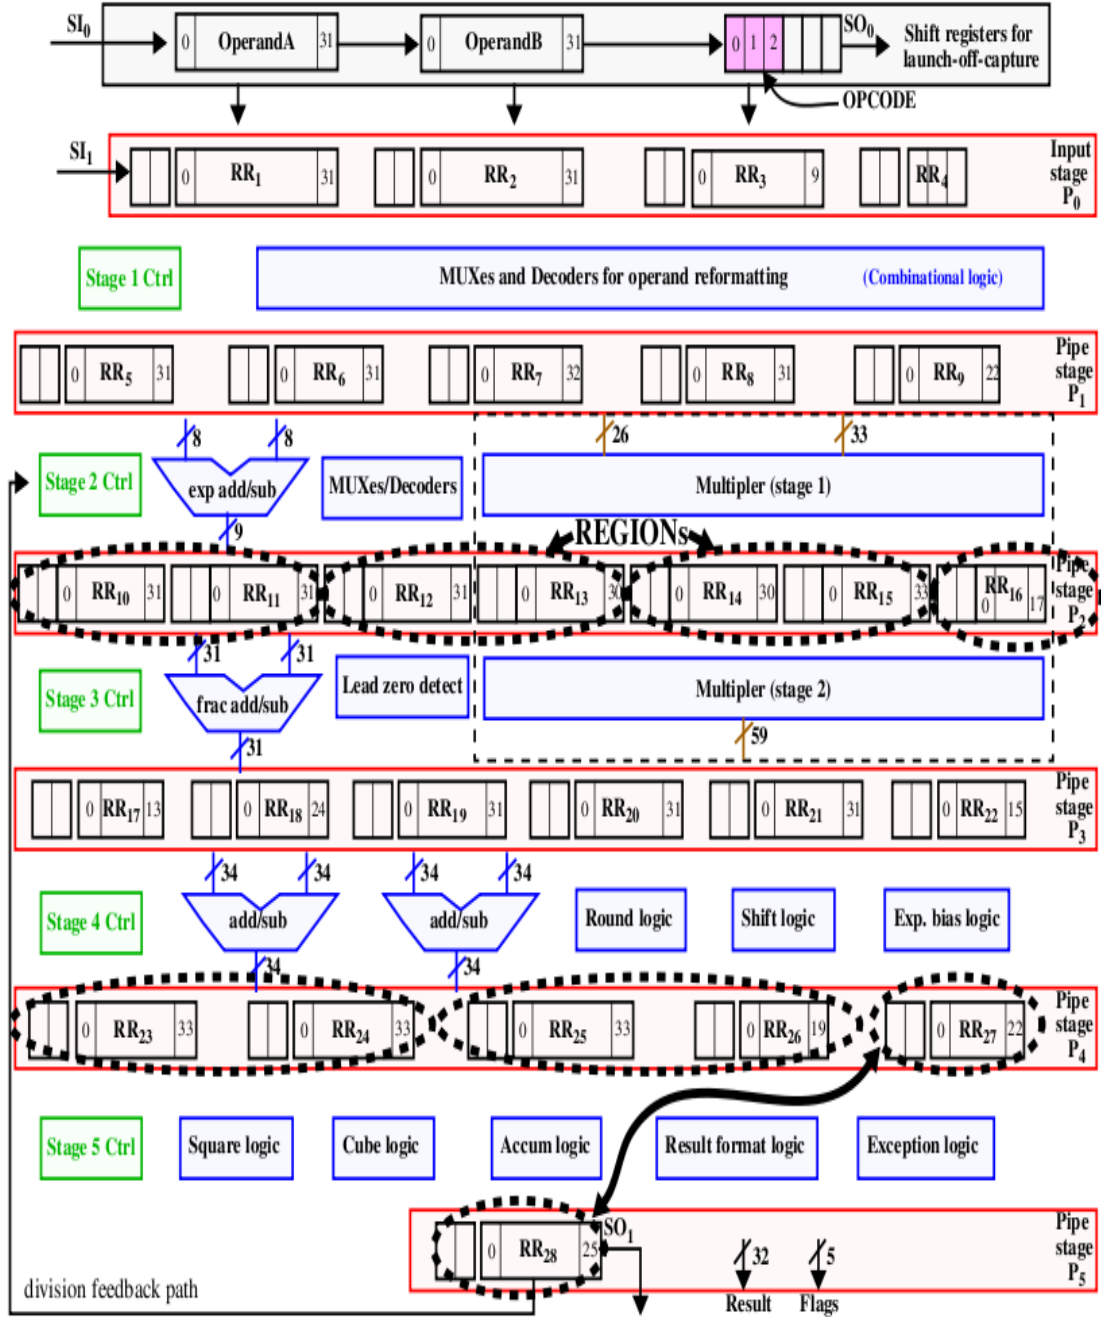 SI0
0 OperandA 31
0 OperandB 31
0 1 2
SO0
Shift registers for
launch-off-capture
OPCODE
SI1
0 RR1 31
0 RR2 31
0 RR3 9
RR4
Input
stage
P0
Stage 1 Ctrl
MUXes and Decoders for operand reformatting
(Combinational logic)
0 RR5 31
0 RR6 31
0 RR7 32
0 RR8 31
0 RR9 22
Pipe
stage
P1
8
8
26
33
Stage 2 Ctrl
exp add/sub
MUXes/Decoders
Multipler (stage 1)
9
REGIONs
0 RR10 31
0 RR11 31
0 RR12 31
0 RR13 30
0 RR14 30
0 RR15 33
0 RR16 17
Pipe
stage
P2
31
31
Stage 3 Ctrl
frac add/sub
Lead zero detect
Multipler (stage 2)
31
59
0 RR17 13
0 RR18 24
0 RR19 31
0 RR20 31
0 RR21 31
0 RR22 15
Pipe
stage
P3
34
34
34
34
Stage 4 Ctrl
add/sub
add/sub
Round logic
Shift logic
Exp. bias logic
34
34
0 RR23 33
0 RR24 33
0 RR25 33
0 RR26 19
0 RR27 22
Pipe
stage
P4
Stage 5 Ctrl
Square logic
Cube logic
Accum logic
Result format logic
Exception logic
0 RR28 25
SO1
32
5
Result
Flags
Pipe
stage
P5
division feedback path